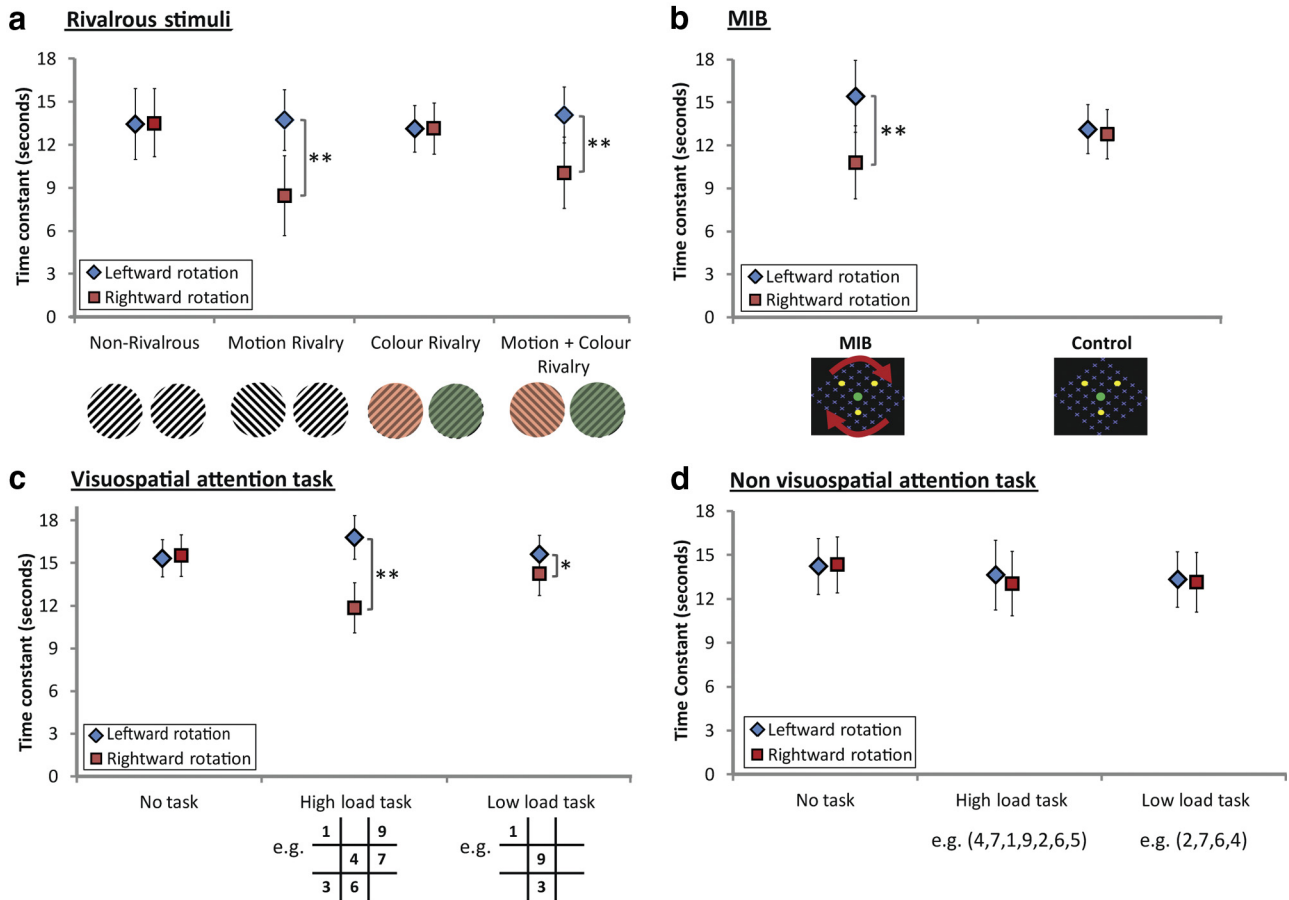 a Rivalrous stimuli
Time constant (seconds)
18
15
12
9
6
3
0
**
**
Leftward rotation
Rightward rotation
Non-Rivalrous Motion Rivalry Colour Rivalry Motion + Colour
Rivalry
b MIB
Time constant (seconds)
18
15
12
9
6
3
0
**
Leftward rotation
Rightward rotation
MIB Control
c Visuospatial attention task
Time constant (seconds)
18
15
12
9
6
3
0
**
*
Leftward rotation
Rightward rotation
No task High load task Low load task
e.g.
1 9
4 7
3 6
e.g.
1
9
3
d Non visuospatial attention task
Time Constant (seconds)
18
15
12
9
6
3
0
Leftward rotation
Rightward rotation
No task High load task Low load task
e.g. (4,7,1,9,2,6,5) e.g. (2,7,6,4)